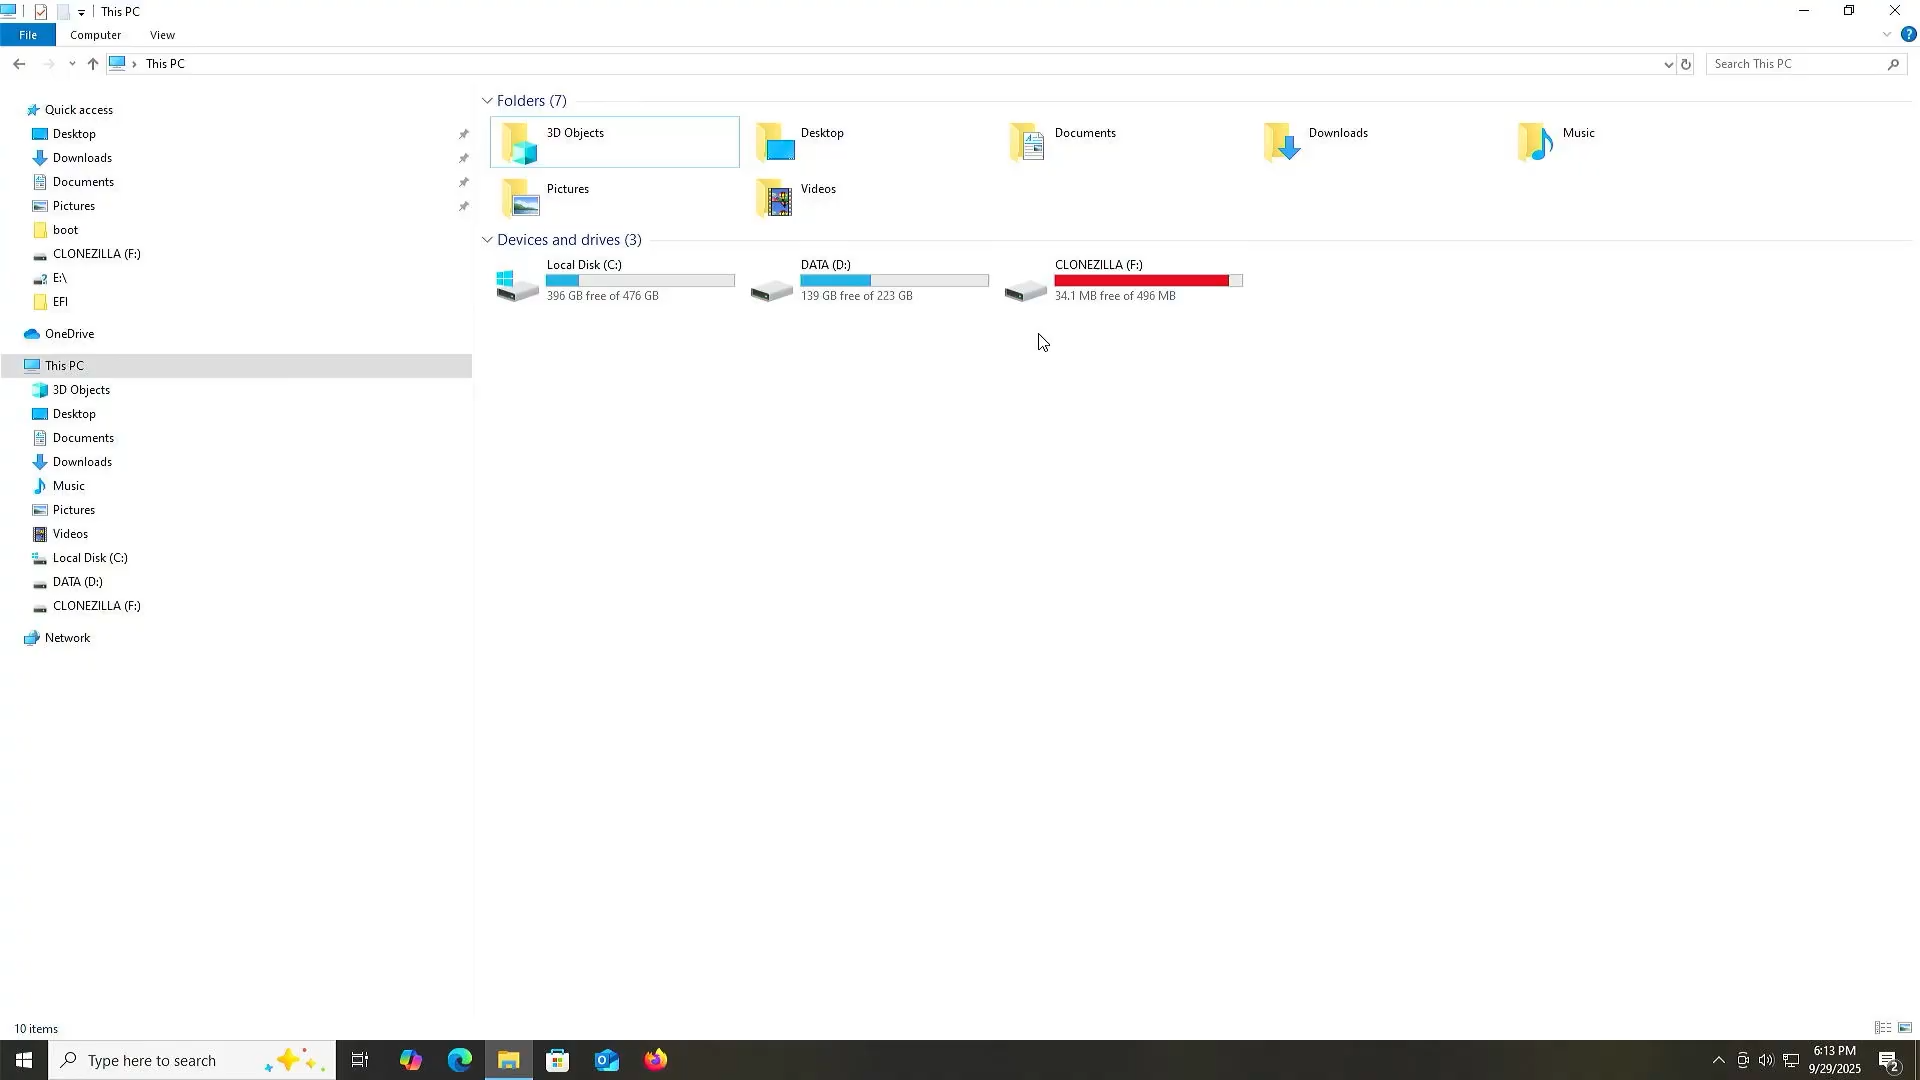 This PC
File
Computer
View
This PC
Search This PC
Quick access
Desktop
Downloads
Documents
Pictures
boot
CLONEZILLA (F:)
E:\
EFI
OneDrive
This PC
3D Objects
Desktop
Documents
Downloads
Music
Pictures
Videos
Local Disk (C:)
DATA (D:)
CLONEZILLA (F:)
Network
Folders (7)
3D Objects
Desktop
Documents
Downloads
Music
Pictures
Videos
Devices and drives (3)
Local Disk (C:)
396 GB free of 476 GB
DATA (D:)
139 GB free of 223 GB
CLONEZILLA (F:)
34.1 MB free of 496 MB
10 items
Type here to search
6:13 PM
9/29/2025
2